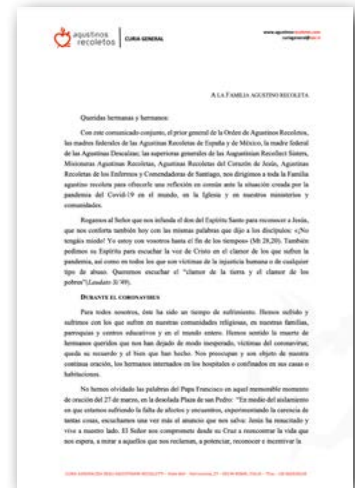 agustinos
recoletos
CURIA GENERAL
www.agustinosrecoletos.com
A LA FAMILIA AGUSTINO RECOLETA
Queridas hermanas y hermanos:
Con este comunicado conjunto, el prior general de la Orden de Agustinos Recoletos,
las madres federales de las Agustinas Recoletas de España y de México, la madre federal
de las Agustinas Descalzas; las superioras generales de las Augustinian Recollect Sisters,
Misioneras Agustinas Recoletas, Agustinas Recoletas del Corazón de Jesús, Agustinas
Recoletas de los Enfermos y Comendadoras de Santiago, nos dirigimos a toda la Familia
agustino recoleta para ofrecerle una reflexión en común ante la situación creada por la
pandemia del Covid-19 en el mundo, en la Iglesia y en nuestros ministerios y
comunidades.
Rogamos al Señor que nos infunda el don del Espíritu Santo para reconocer a Jesús,
que nos conforta también hoy con las mismas palabras que dijo a los discípulos: «¡No
tengáis miedo! Yo estoy con vosotros hasta el fin de los tiempos» (Mt 28,20). También
pedimos su Espíritu para escuchar la voz de Cristo en el clamor de los que sufren la
pandemia, así como en todos los que son víctimas de la injusticia humana o de cualquier
tipo de abuso. Queremos escuchar el "clamor de la tierra y el clamor de los
pobres"(Laudato Si'49).
DURANTE EL CORONAVIRUS
Para todos nosotros, éste ha sido un tiempo de sufrimiento. Hemos sufrido y
sufrimos con los que sufren en nuestras comunidades religiosas, en nuestras familias,
parroquias y centros educativos y en el mundo entero. Hemos sentido la muerte de
hermanos queridos que nos han dejado de modo inesperado, víctimas del coronavirus;
queda su recuerdo y el bien que han hecho. Nos preocupan y son objeto de nuestra
continua oración, los hermanos internados en los hospitales o confinados en sus casas o
habitaciones.
No hemos olvidado las palabras del Papa Francisco en aquel memorable momento
de oración del 27 de marzo, en la desolada Plaza de san Pedro: "En medio del aislamiento
en que estamos sufriendo la falta de afectos y encuentros, experimentando la carencia de
tantas cosas, escuchamos una vez más el anuncio que nos salva: Jesús ha resucitado y
vive a nuestro lado. El Señor nos compromete desde su Cruz a reencontrar la vida que
nos espera, a mirar a aquellos que nos reclaman, a potenciar, reconocer e incentivar la